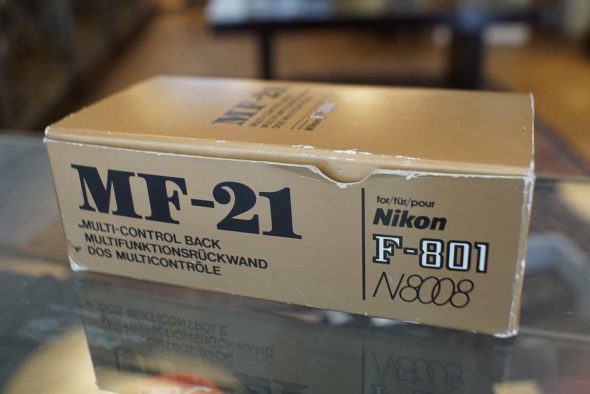 MF-21
MULTI-CONTROL BACK
MULTIFUNKTIONSRÜCKWAND
DOS MULTICONTRÔLE
for/für/pour
Nikon
F-801
N8008
MF-21